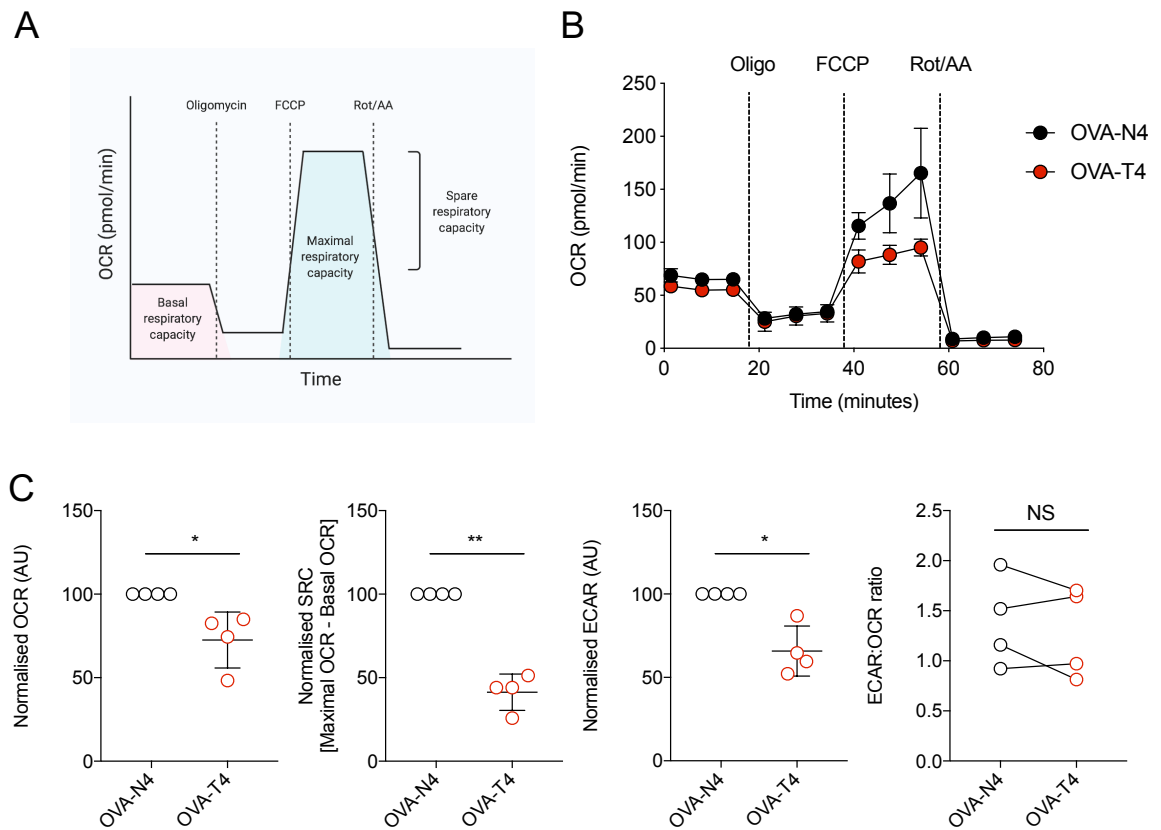 A
Oligomycin
FCCP
Rot/AA
OCR (pmol/min)
Spare
respiratory
capacity
Maximal
respiratory
capacity
Basal
respiratory
capacity
Time
B
Oligo
FCCP
Rot/AA
OCR (pmol/min)
250
200
150
100
50
0
0
20
40
60
80
Time (minutes)
OVA-N4
OVA-T4
C
Normalised OCR (AU)
150
100
50
0
*
OVA-N4
OVA-T4
Normalised SRC
[Maximal OCR - Basal OCR]
150
100
50
0
**
OVA-N4
OVA-T4
Normalised ECAR (AU)
150
100
50
0
*
OVA-N4
OVA-T4
ECAR:OCR ratio
2.5
2.0
1.5
1.0
0.5
0.0
NS
OVA-N4
OVA-T4